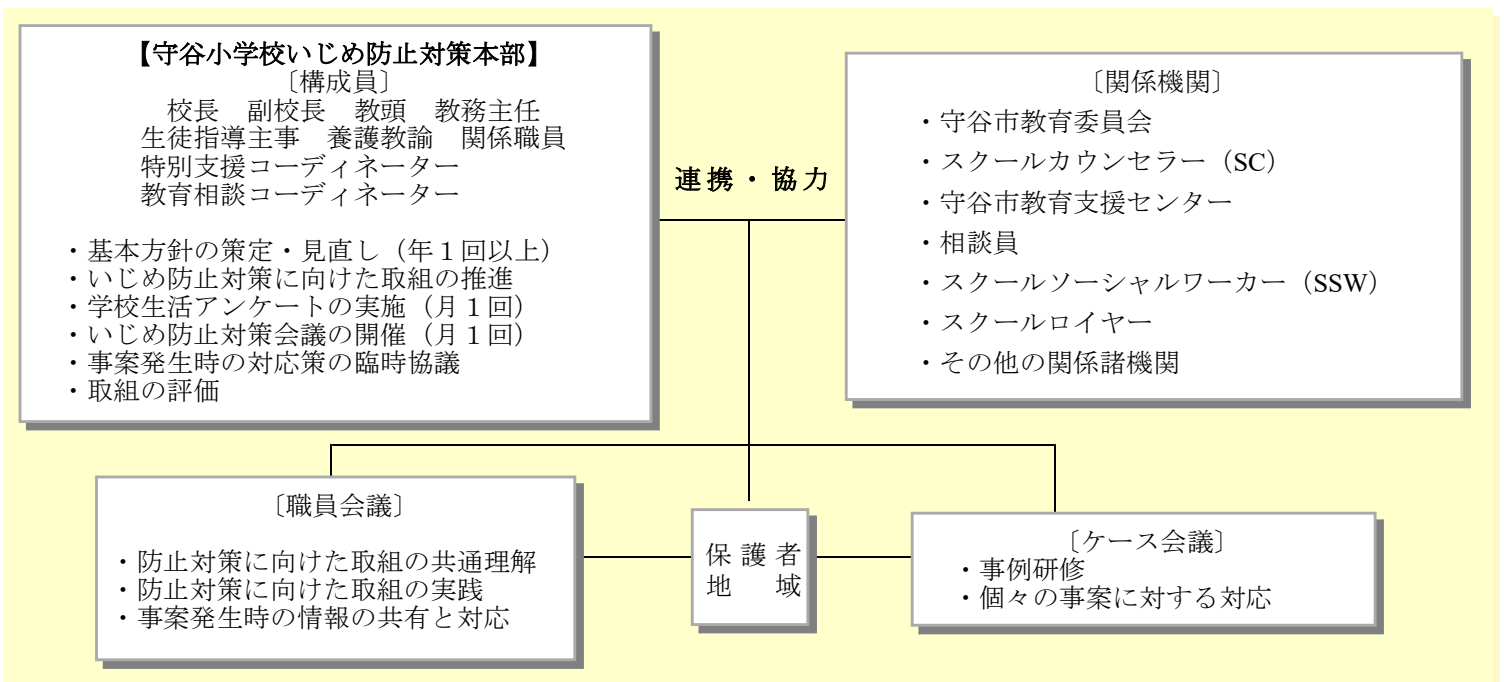 【守谷小学校いじめ防止対策本部】
〔構成員〕
校長　副校長　教頭　教務主任
生徒指導主事　養護教諭　関係職員
特別支援コーディネーター
教育相談コーディネーター
・基本方針の策定・見直し（年１回以上）
・いじめ防止対策に向けた取組の推進
・学校生活アンケートの実施（月１回）
・いじめ防止対策会議の開催（月１回）
・事案発生時の対応策の臨時協議
・取組の評価
連携・協力
〔関係機関〕
・守谷市教育委員会
・スクールカウンセラー（SC）
・守谷市教育支援センター
・相談員
・スクールソーシャルワーカー（SSW）
・スクールロイヤー
・その他の関係諸機関
〔職員会議〕
・防止対策に向けた取組の共通理解
・防止対策に向けた取組の実践
・事案発生時の情報の共有と対応
保護者
地　域
〔ケース会議〕
・事例研修
・個々の事案に対する対応